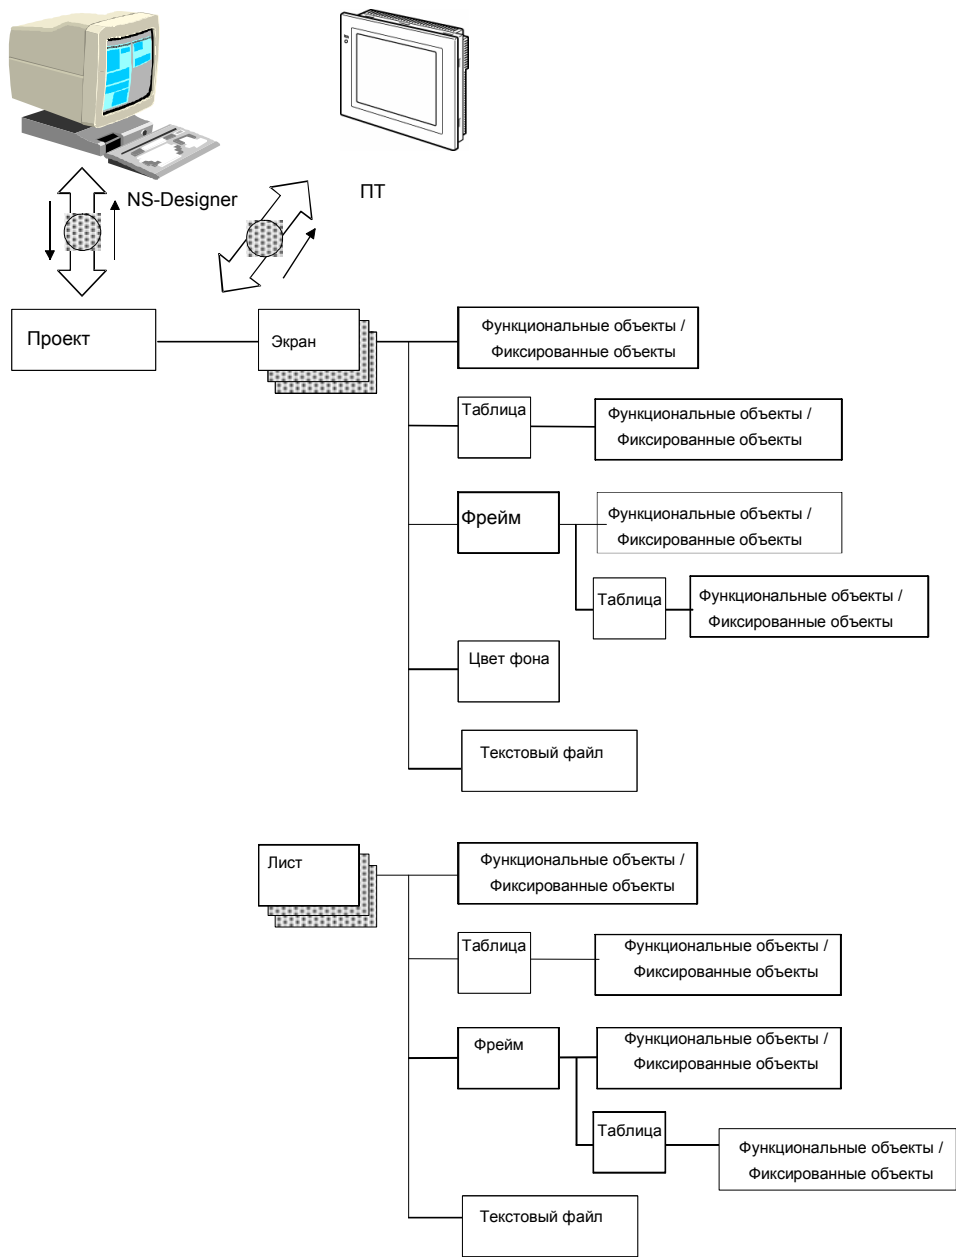 NS-Designer
ПТ
Проект
Экран
Функциональные объекты /
Фиксированные объекты
Таблица
Функциональные объекты /
Фиксированные объекты
Фрейм
Функциональные объекты /
Фиксированные объекты
Таблица
Функциональные объекты /
Фиксированные объекты
Цвет фона
Текстовый файл
Лист
Функциональные объекты /
Фиксированные объекты
Таблица
Функциональные объекты /
Фиксированные объекты
Фрейм
Функциональные объекты /
Фиксированные объекты
Таблица
Функциональные объекты /
Фиксированные объекты
Текстовый файл